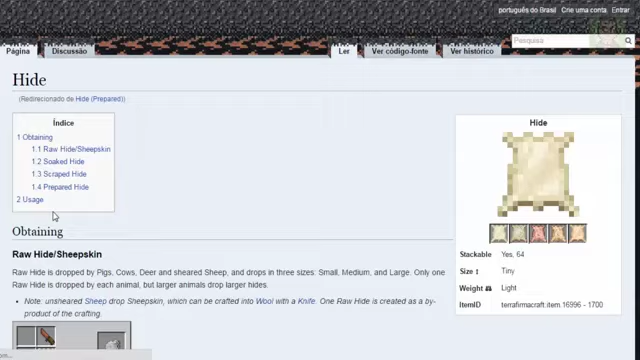 português do Brasil Crie uma conta Entrar
Página Discussão Ler Ver código-fonte Ver histórico Pesquisa
Hide
(Redirecionado de Hide (Prepared))
Índice
1 Obtaining
1.1 Raw Hide/Sheepskin
1.2 Soaked Hide
1.3 Scraped Hide
1.4 Prepared Hide
2 Usage
Obtaining
Raw Hide/Sheepskin
Raw Hide is dropped by Pigs, Cows, Deer and sheared Sheep, and drops in three sizes: Small, Medium, and Large. Only one
Raw Hide is dropped by each animal, but larger animals drop larger hides.
• Note: unsheared Sheep drop Sheepskin, which can be crafted into Wool with a Knife. One Raw Hide is created as a by-
product of the crafting.
Hide
Stackable Yes, 64
Size Tiny
Weight Light
ItemID terrafirmacraft:item.16996 - 1700